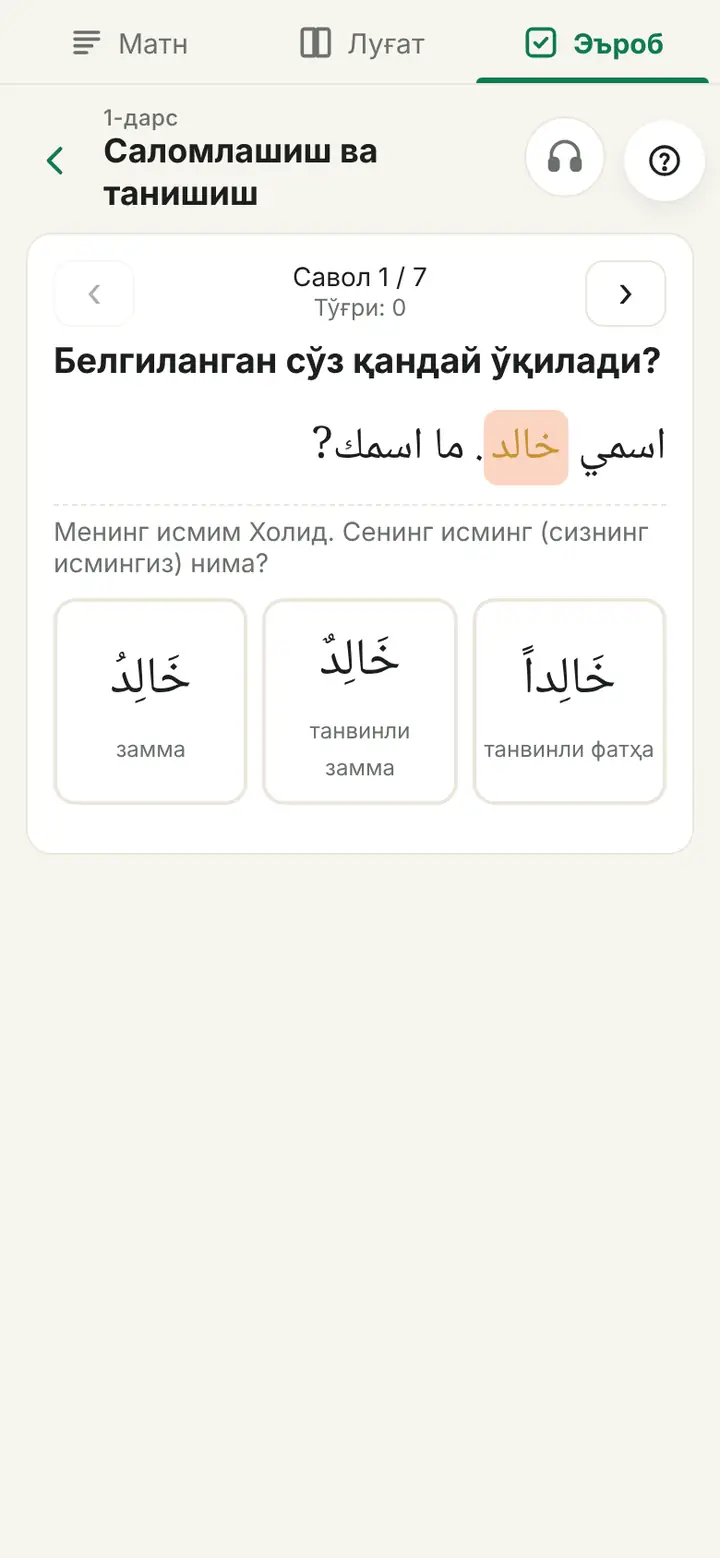 Матн
Луғат
Эъроб
1-дарс
Саломлашиш ва
танишиш
Савол 1 / 7
Тўғри: 0
Белгиланган сўз қандай ўқилади?
اسمي خالد. ما اسمك?
Менинг исмим Холид. Сенинг исминг (сизнинг
исмингиз) нима?
خَالِدُ
замма
خَالِدٌ
танвинли
замма
خَالِداً
танвинли фатҳа